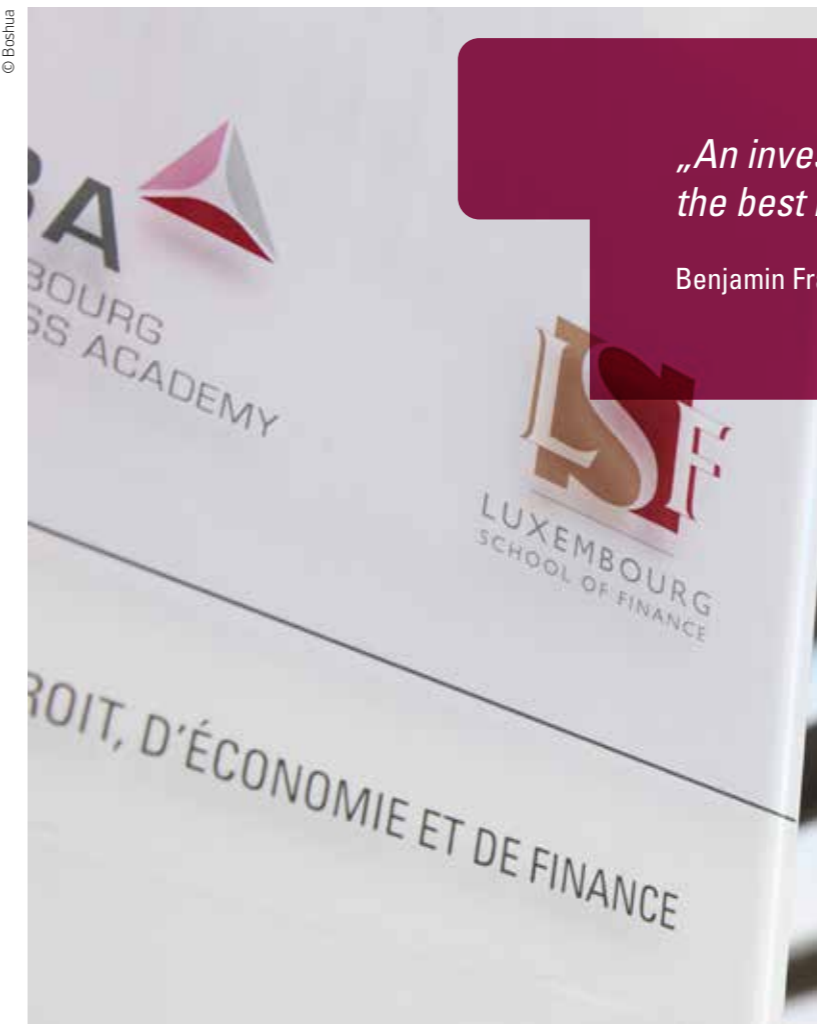 © Boshua
„An inves
the best
Benjamin Fra
BA
BOURG
SS ACADEMY
LSF
LUXEMBOURG
SCHOOL OF FINANCE
ROIT, D'ÉCONOMIE ET DE FINANCE